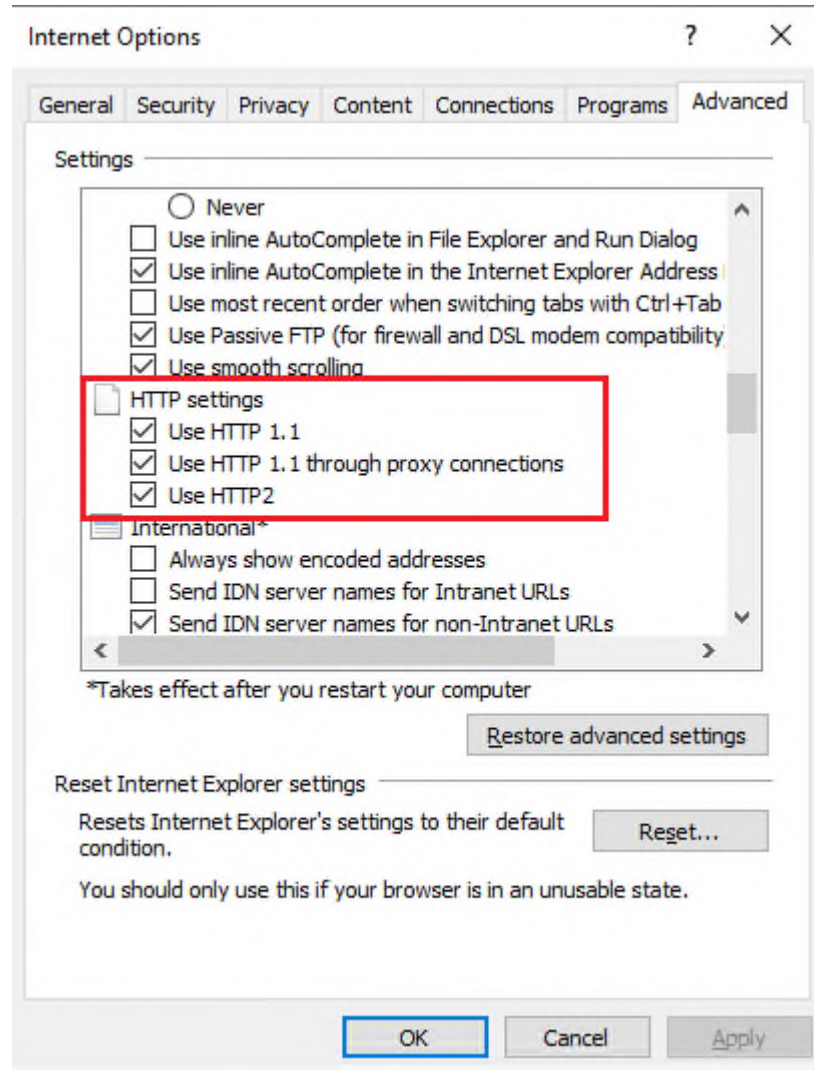 Internet Options
General Security Privacy Content Connections Programs Advanced
Settings
Never
Use inline AutoComplete in File Explorer and Run Dialog
Use inline AutoComplete in the Internet Explorer Address
Use most recent order when switching tabs with Ctrl+Tab
Use Passive FTP (for firewall and DSL modem compatibility
Use smooth scrolling
HTTP settings
Use HTTP 1.1
Use HTTP 1.1 through proxy connections
Use HTTP2
International*
Always show encoded addresses
Send IDN server names for Intranet URLs
Send IDN server names for non-Intranet URLs
*Takes effect after you restart your computer
Restore advanced settings
Reset Internet Explorer settings
Resets Internet Explorer's settings to their default
condition.
Reset...
You should only use this if your browser is in an unusable state.
OK Cancel Apply